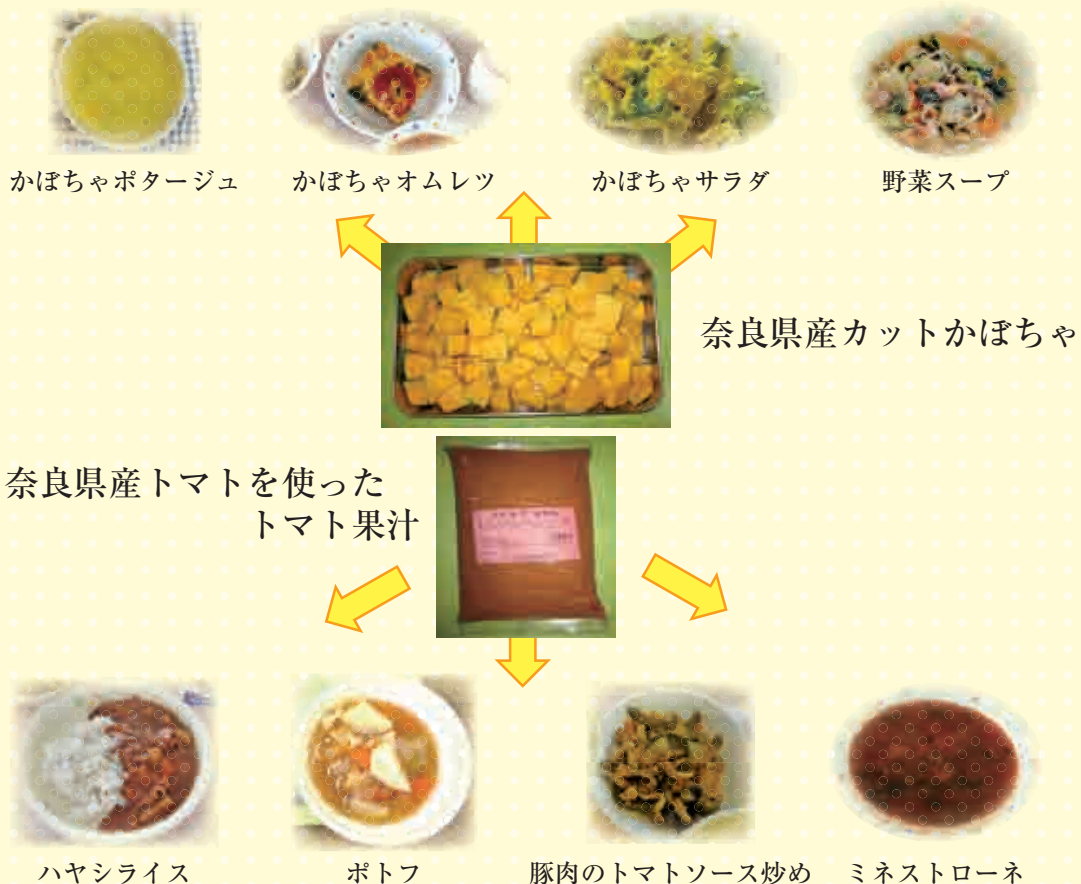 かぼちゃポタージュ
かぼちゃオムレツ
かぼちゃサラダ
野菜スープ
奈良県産カットかぼちゃ
奈良県産トマトを使った
トマト果汁
ハヤシライス
ポトフ
豚肉のトマトソース炒め
ミネストローネ